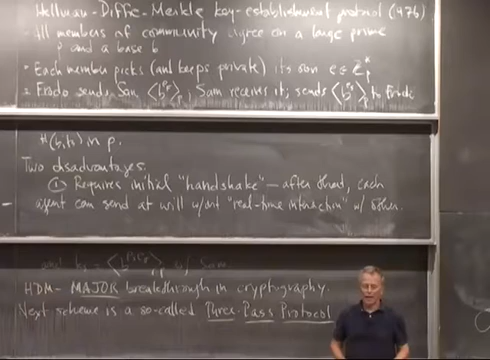 Hellman-Diffie-Merkle key-establishment protocol (1976)
- All members of community agree on a large prime
p and a base b
- Each member picks (and keeps private) its own e ∈ Z*p
= Frodo sends Sam ⟨b⟩p, Sam receives it; sends ⟨b⟩p to Frodo
in p.
Two disadvantages.
① Requires initial "handshake" — after that, each
agent can send at will w/out "real-time interaction" w/ other.
HDM - MAJOR breakthrough in cryptography.
Next scheme is a so-called Three-Pass Protocol